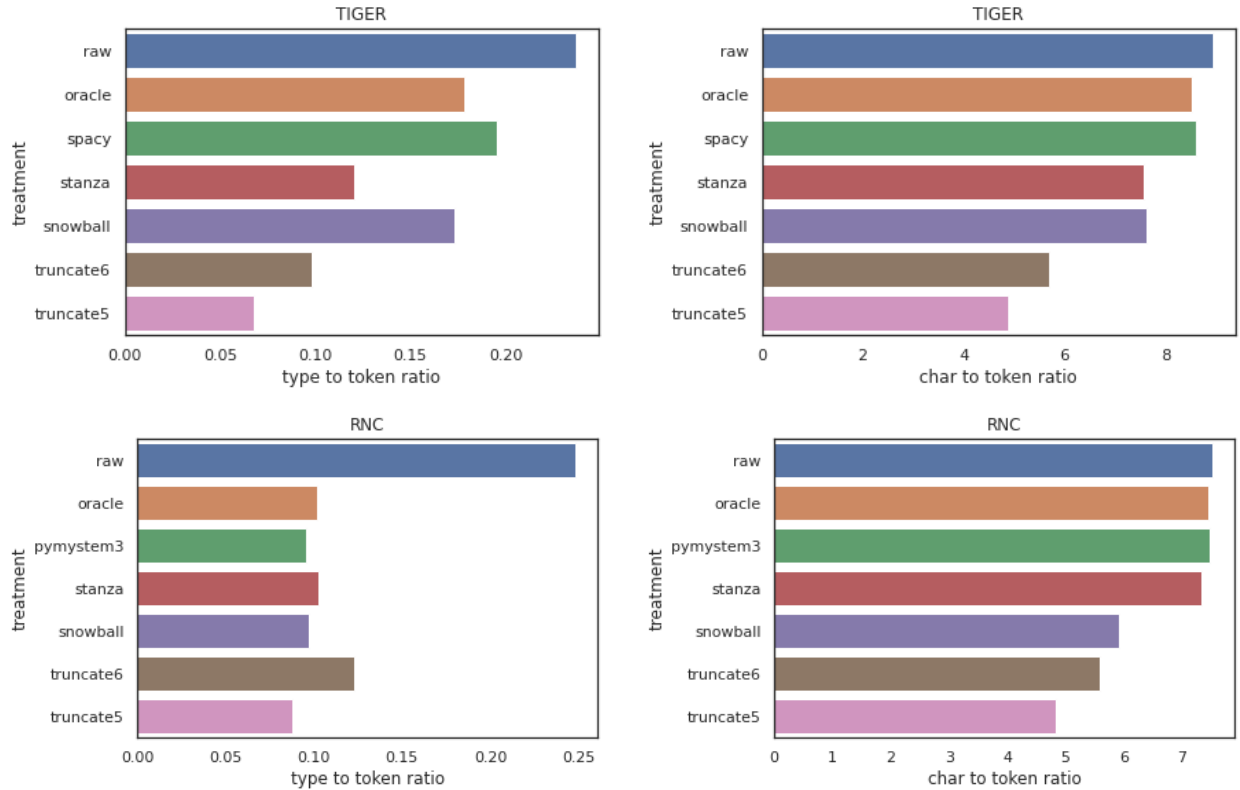 TIGER
treatment
raw
oracle
spacy
stanza
snowball
truncate6
truncate5
0.00 0.05 0.10 0.15 0.20
type to token ratio
TIGER
treatment
raw
oracle
spacy
stanza
snowball
truncate6
truncate5
0 2 4 6 8
char to token ratio
RNC
treatment
raw
oracle
pymystem3
stanza
snowball
truncate6
truncate5
0.00 0.05 0.10 0.15 0.20 0.25
type to token ratio
RNC
treatment
raw
oracle
pymystem3
stanza
snowball
truncate6
truncate5
0 1 2 3 4 5 6 7
char to token ratio